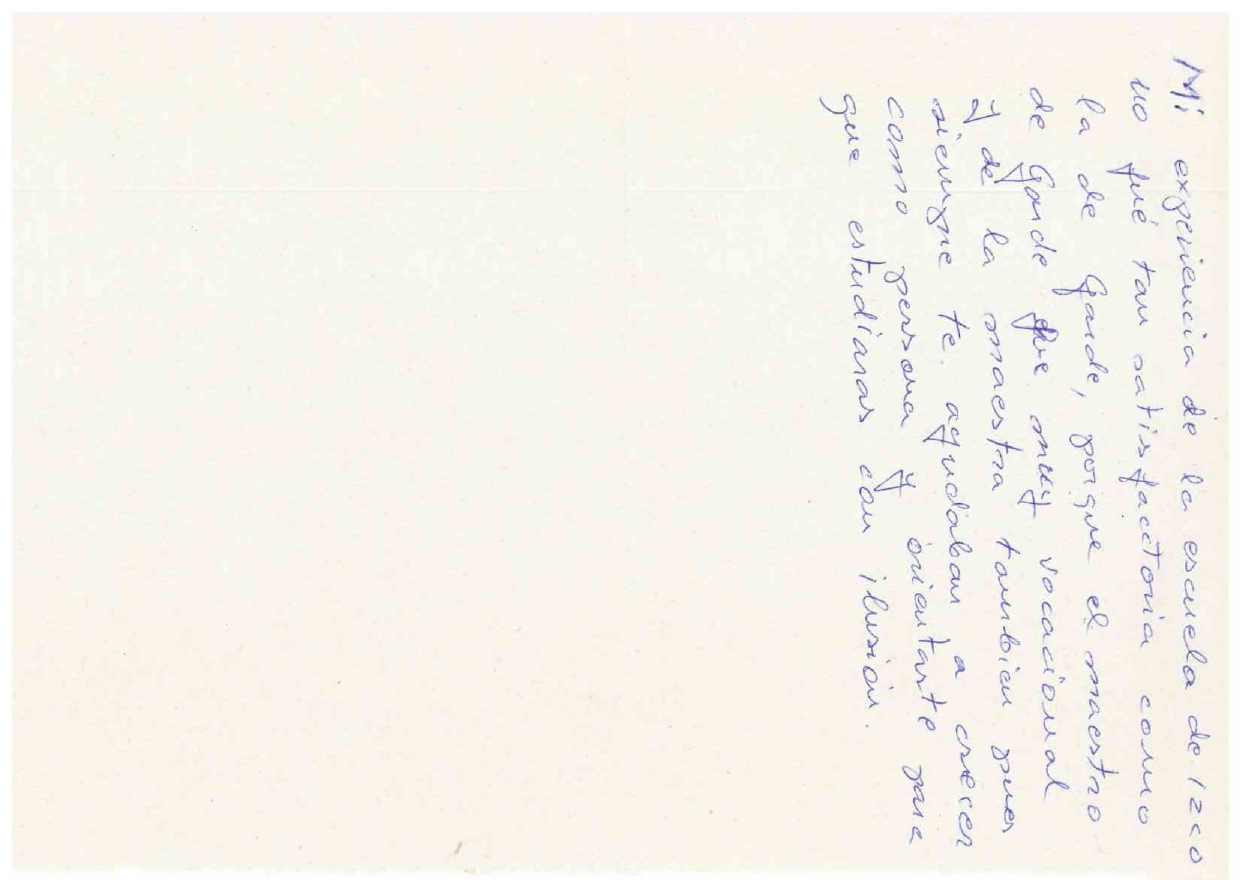 Mi experiencia de la escuela de Izco
no fué tan satisfacctoria como
la de Garde, porque el maestro
de Garde fue muy vocacional
y de la maestra tambien pues
siempre te ayudaban a crecer
como persona y orientarte para
que estudiaras con ilusión.